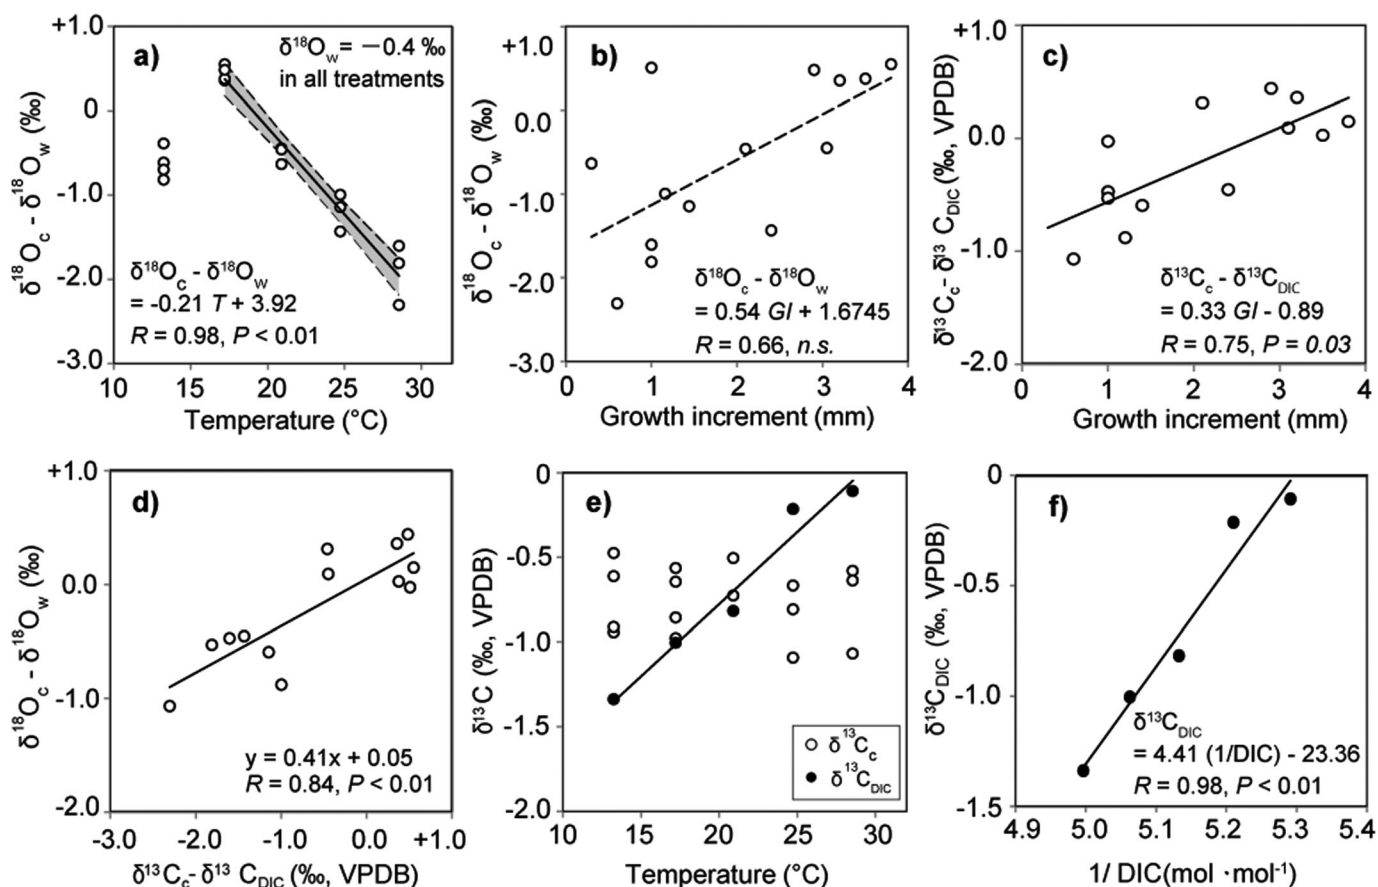 a)
δ¹⁸Ow = −0.4 ‰
in all treatments
+1.0
0
-1.0
-2.0
-3.0
δ¹⁸Oc - δ¹⁸Ow (‰)
δ¹⁸Oc - δ¹⁸Ow
= -0.21 T + 3.92
R = 0.98, P < 0.01
10 15 20 25 30
Temperature (°C)
b)
+1.0
0.0
-1.0
-2.0
-3.0
δ¹⁸Oc - δ¹⁸Ow (‰)
δ¹⁸Oc - δ¹⁸Ow
= 0.54 GI + 1.6745
R = 0.66, n.s.
0 1 2 3 4
Growth increment (mm)
c)
+1.0
0.0
-1.0
-2.0
δ¹³Cc- δ¹³ CDIC (‰, VPDB)
δ¹³Cc - δ¹³CDIC
= 0.33 GI - 0.89
R = 0.75, P = 0.03
0 1 2 3 4
Growth increment (mm)
d)
+1.0
0.0
-1.0
-2.0
δ¹⁸Oc - δ¹⁸Ow (‰)
y = 0.41x + 0.05
R = 0.84, P < 0.01
-3.0 -2.0 -1.0 0.0 +1.0
δ¹³Cc- δ¹³ CDIC (‰, VPDB)
e)
0
-0.5
-1.0
-1.5
-2.0
δ¹³C (‰, VPDB)
δ¹³Cc
δ¹³CDIC
10 15 20 25 30
Temperature (°C)
f)
0
-0.5
-1.0
-1.5
δ¹³CDIC (‰, VPDB)
δ¹³CDIC
= 4.41 (1/DIC) - 23.36
R = 0.98, P < 0.01
4.9 5.0 5.1 5.2 5.3 5.4
1/ DIC(mol ·mol⁻¹)